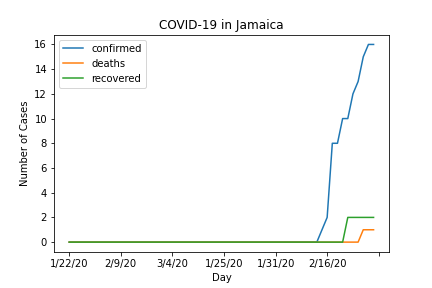 COVID-19 in Jamaica
confirmed
deaths
recovered
16
14
12
10
8
6
4
2
0
Number of Cases
1/22/20 2/9/20 3/4/20 1/25/20 1/31/20 2/16/20
Day